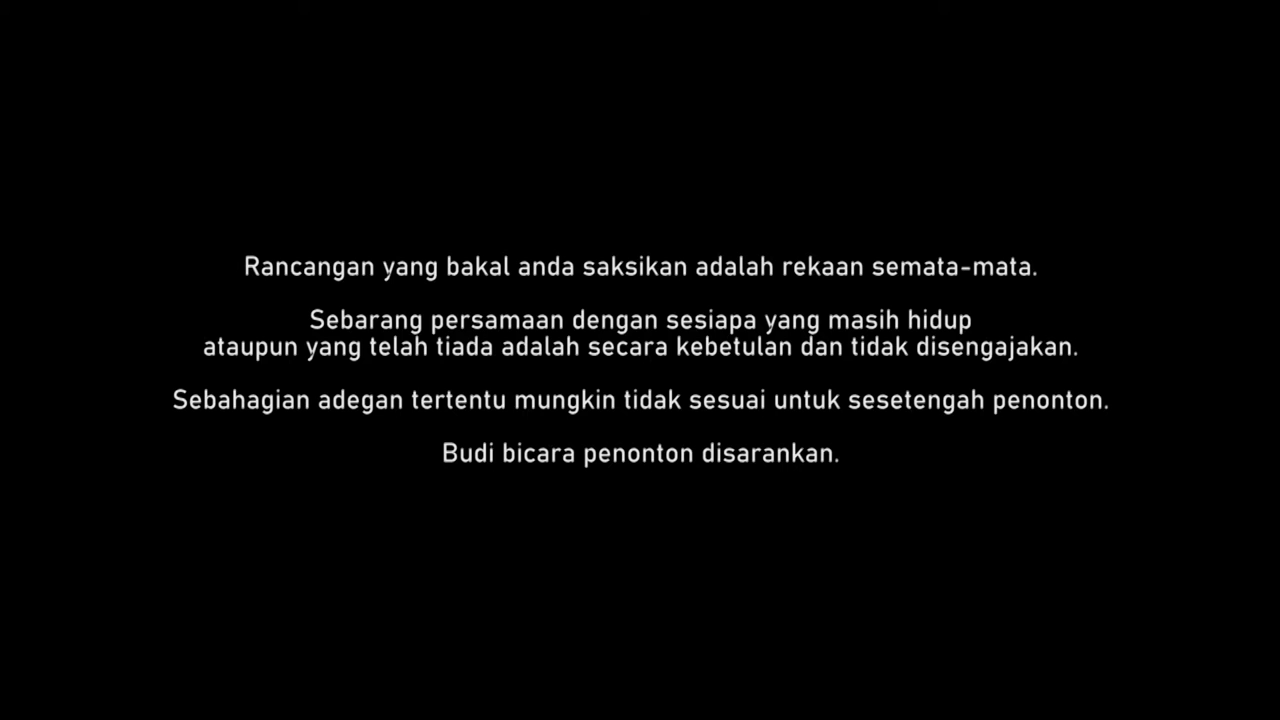 Rancangan yang bakal anda saksikan adalah rekaan semata-mata.
Sebarang persamaan dengan sesiapa yang masih hidup
ataupun yang telah tiada adalah secara kebetulan dan tidak disengajakan.
Sebahagian adegan tertentu mungkin tidak sesuai untuk sesetengah penonton.
Budi bicara penonton disarankan.